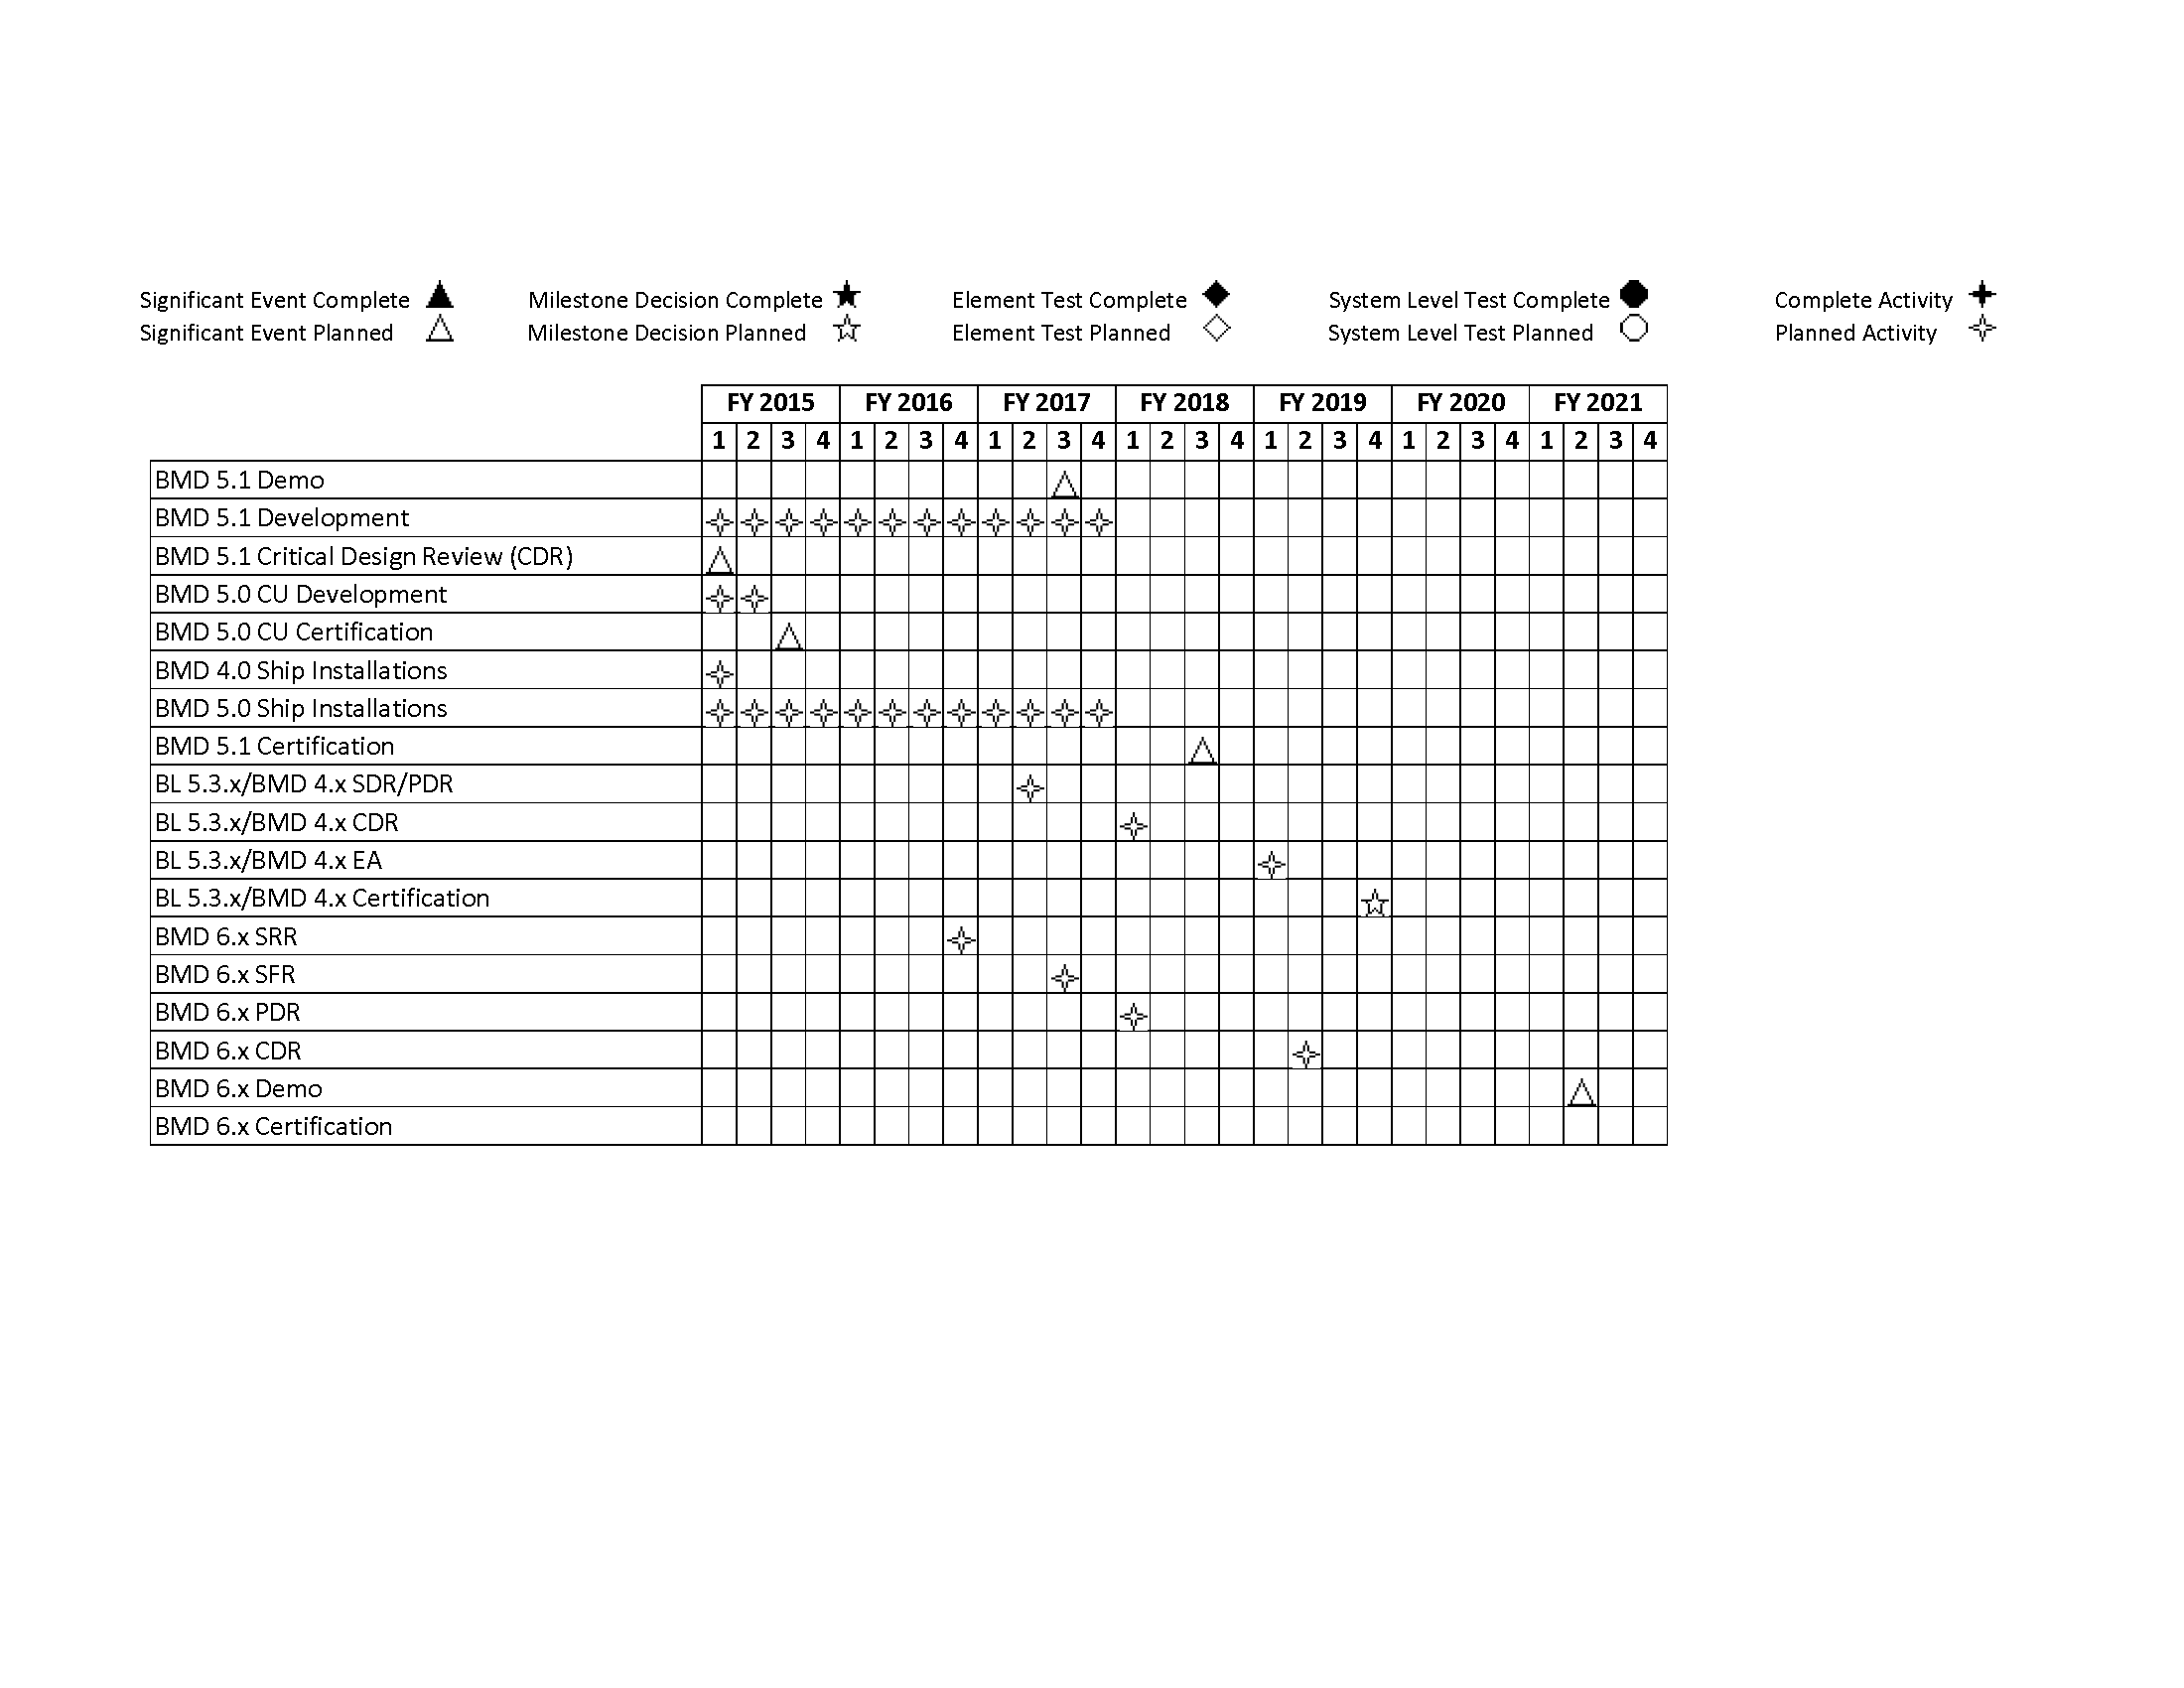 Significant Event Complete Milestone Decision Complete Element Test Complete System Level Test Complete Complete Activity
Significant Event Planned Milestone Decision Planned Element Test Planned System Level Test Planned Planned Activity
FY 2015 FY 2016 FY 2017 FY 2018 FY 2019 FY 2020 FY 2021
1 2 3 4 1 2 3 4 1 2 3 4 1 2 3 4 1 2 3 4 1 2 3 4 1 2 3 4
BMD 5.1 Demo
BMD 5.1 Development
BMD 5.1 Critical Design Review (CDR)
BMD 5.0 CU Development
BMD 5.0 CU Certification
BMD 4.0 Ship Installations
BMD 5.0 Ship Installations
BMD 5.1 Certification
BL 5.3.x/BMD 4.x SDR/PDR
BL 5.3.x/BMD 4.x CDR
BL 5.3.x/BMD 4.x EA
BL 5.3.x/BMD 4.x Certification
BMD 6.x SRR
BMD 6.x SFR
BMD 6.x PDR
BMD 6.x CDR
BMD 6.x Demo
BMD 6.x Certification